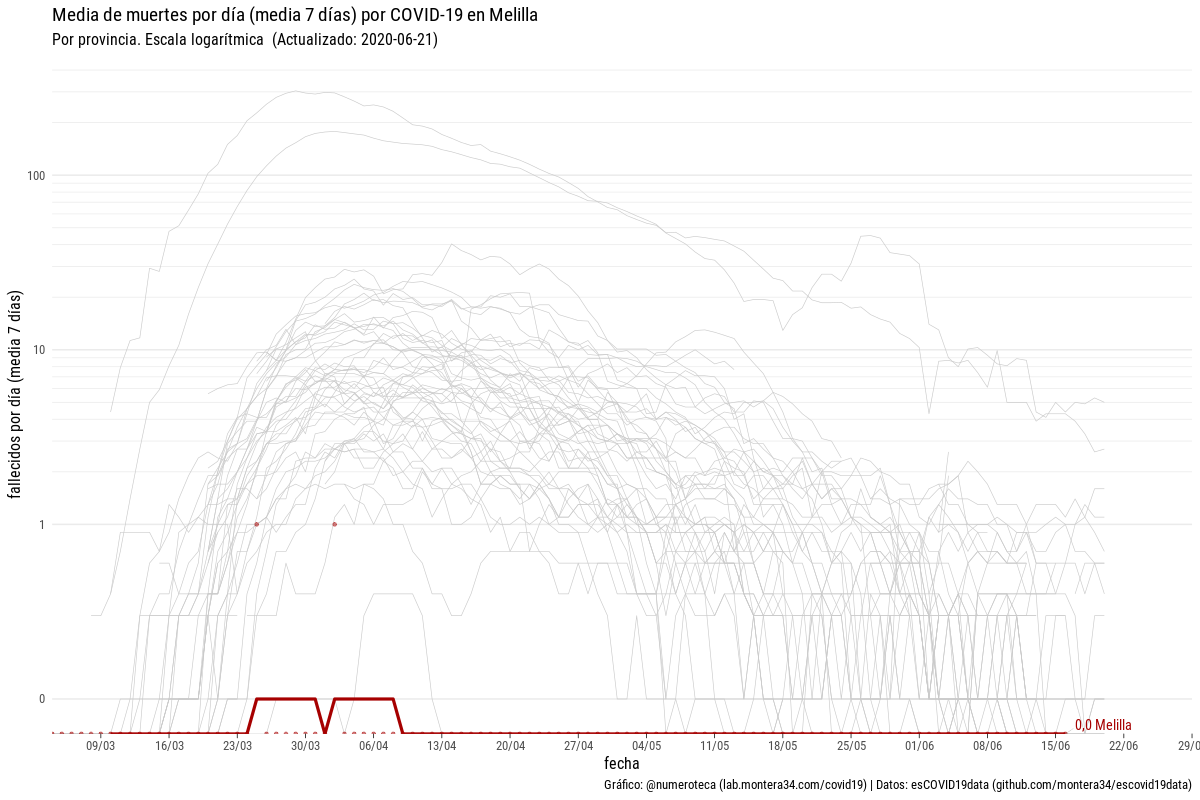 Media de muertes por día (media 7 días) por COVID-19 en Melilla
Por provincia. Escala logarítmica  (Actualizado: 2020-06-21)
fallecidos por día (media 7 días)
100
10
1
0
0,0 Melilla
09/03 16/03 23/03 30/03 06/04 13/04 20/04 27/04 04/05 11/05 18/05 25/05 01/06 08/06 15/06 22/06 29/0
fecha
Gráfico: @numeroteca (lab.montera34.com/covid19) | Datos: esCOVID19data (github.com/montera34/escovid19data)